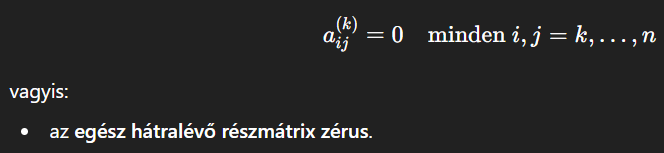 a_{ij}^{(k)} = 0 minden i, j = k, . . . , n
vagyis:
• az egész hátralévő részmátrix zérus.